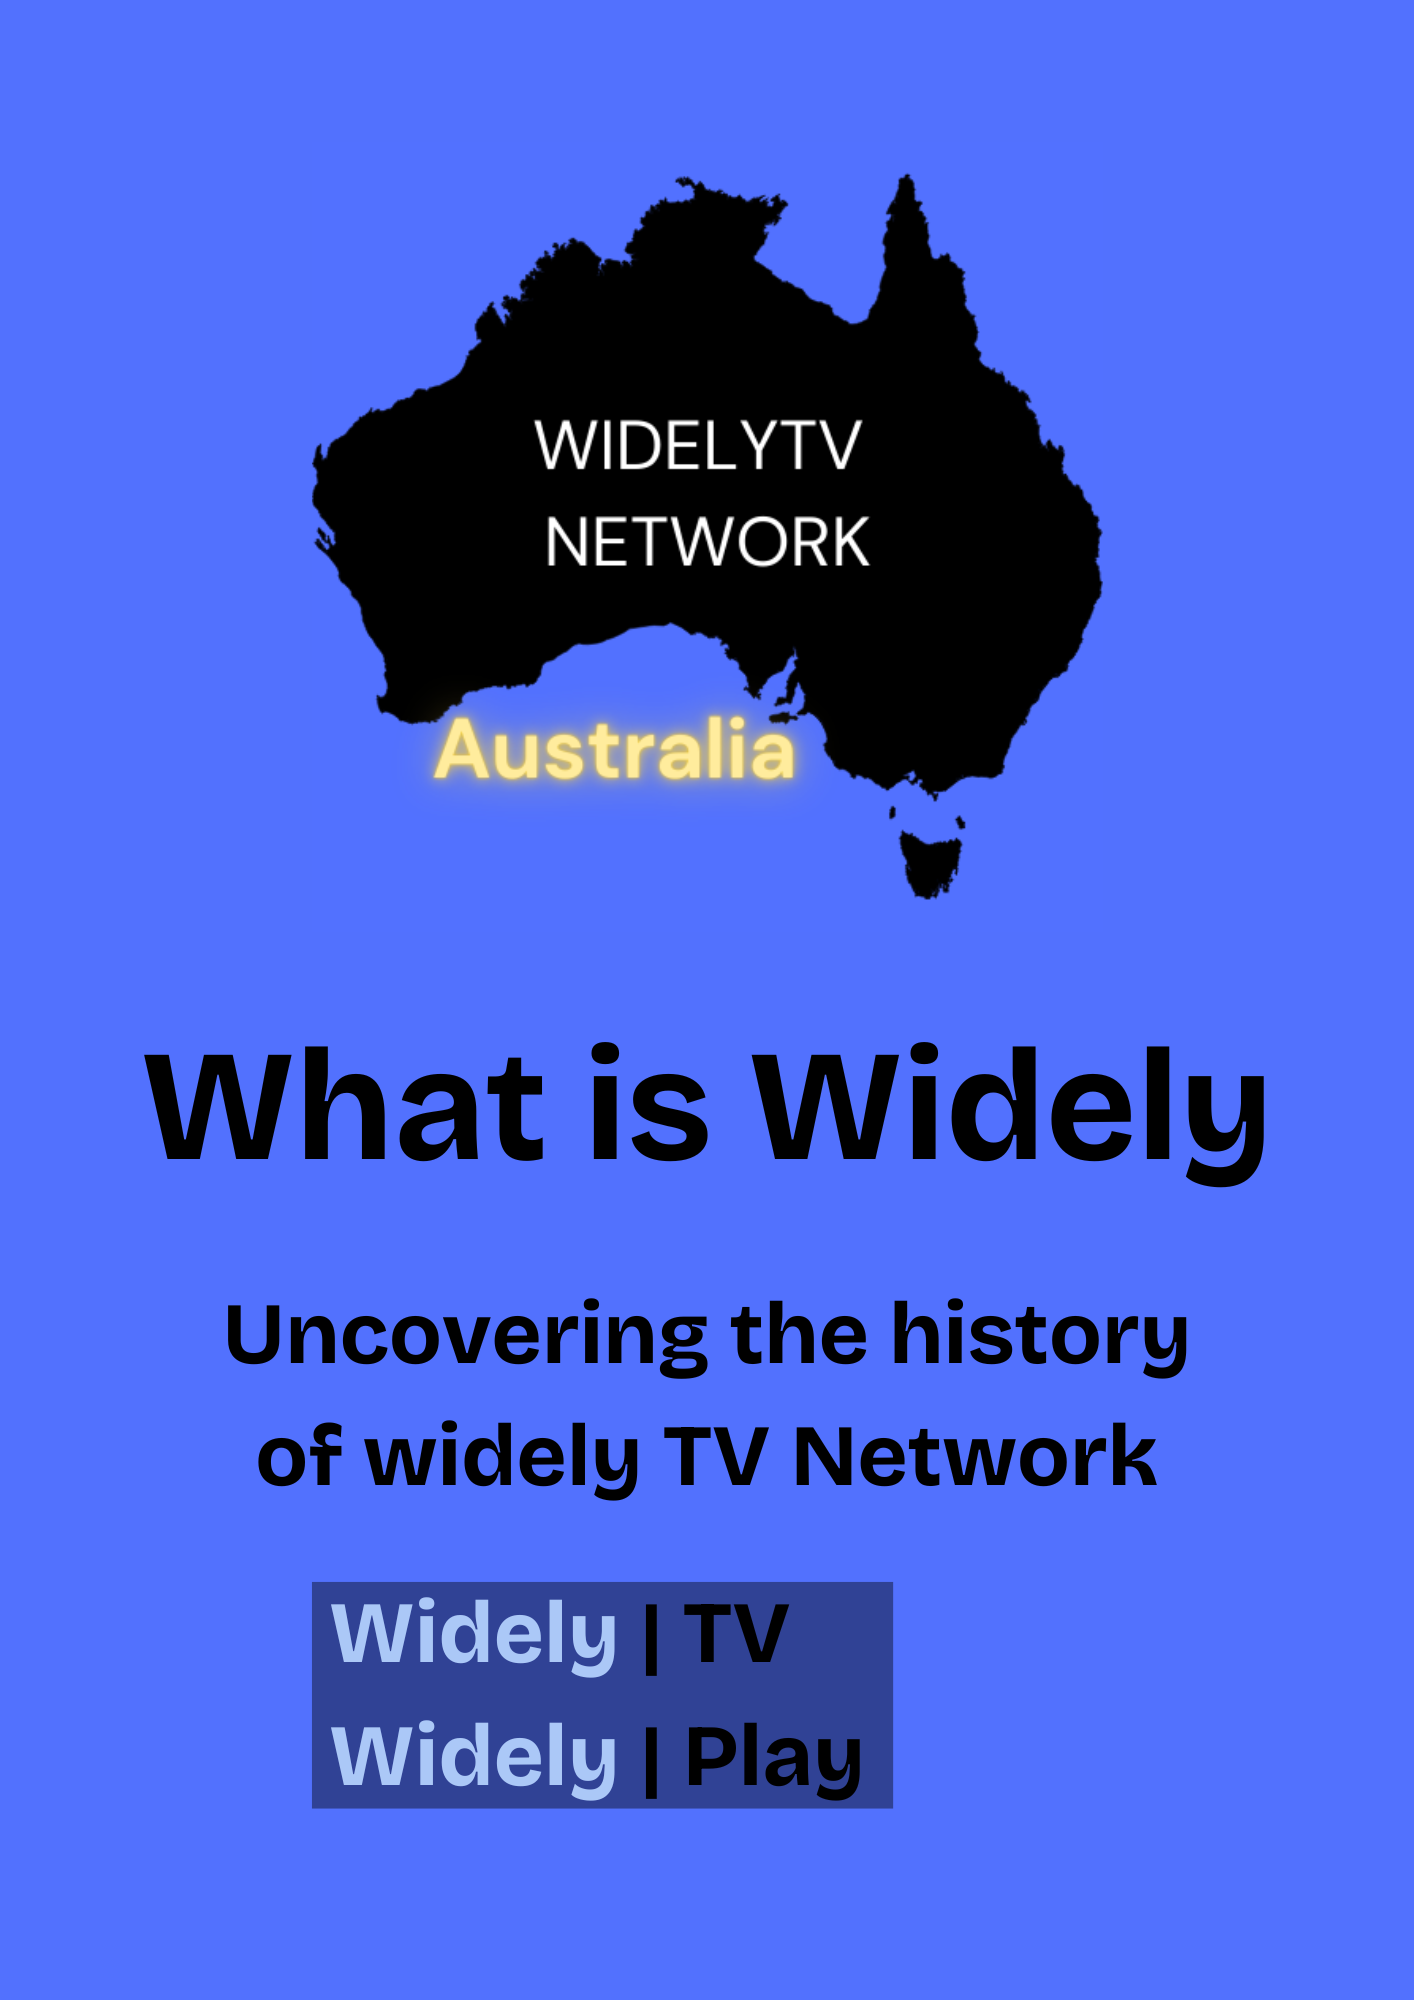 WIDELYTV
NETWORK
Australia
What is Widely
Uncovering the history
of widely TV Network
Widely | TV
Widely | Play